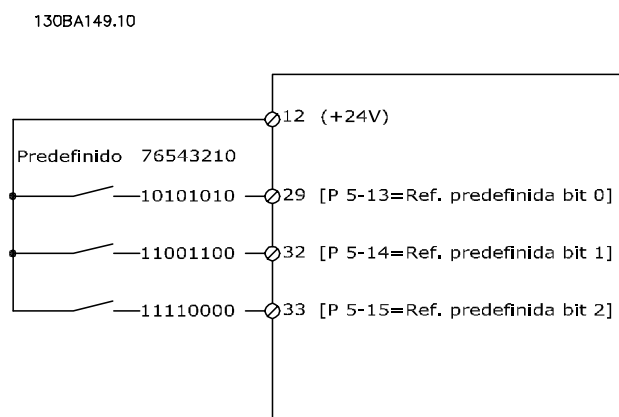 130BA149.10
12 (+24V)
Predefinido 76543210
10101010 29 [P 5-13=Ref. predefinida bit 0]
11001100 32 [P 5-14=Ref. predefinida bit 1]
11110000 33 [P 5-15=Ref. predefinida bit 2]